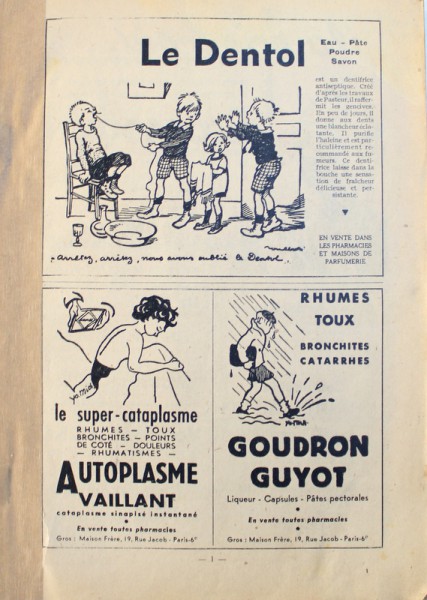 Le Dentol
Eau - Pâte
Poudre
Savon
est un dentifrice
antiseptique. Créé
d'après les travaux
de Pasteur, il raffer-
mit les gencives.
En peu de jours, il
donne aux dents
une blancheur écla-
tante. Il purifie
l'haleine et est par-
ticulièrement re-
commandé aux fu-
meurs. Ce denti-
frice laisse dans la
bouche une sensa-
tion de fraîcheur
délicieuse et per-
sistante.
EN VENTE DANS
LES PHARMACIES
ET MAISONS DE
PARFUMERIE
_ arrêtez, arrêtez, nous avons oublié le Dentol.
le super-cataplasme
RHUMES — TOUX
BRONCHITES — POINTS
DE COTÉ — DOULEURS
— RHUMATISMES —
AUTOPLASME
VAILLANT
cataplasme sinapisé instantané
En vente toutes pharmacies
Gros : Maison Frère, 19, Rue Jacob - Paris-6e
RHUMES
TOUX
BRONCHITES
CATARRHES
GOUDRON
GUYOT
Liqueur - Capsules - Pâtes pectorales
En vente toutes pharmacies
Gros : Maison Frère, 19, Rue Jacob - Paris-6e
— 1 —